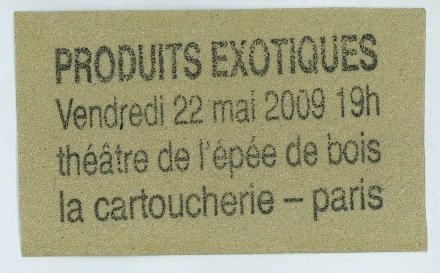 PRODUITS EXOTIQUES
Vendredi 22 mai 2009 19h
théâtre de l'épée de bois
la cartoucherie – paris